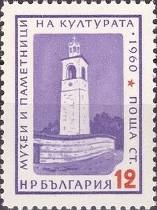 МУЗЕИ И ПАМЕТНИЦИ НА КУЛТУРАТА
• 1960 ★ ПОЩА СТ.
НР БЪЛГАРИЯ 12